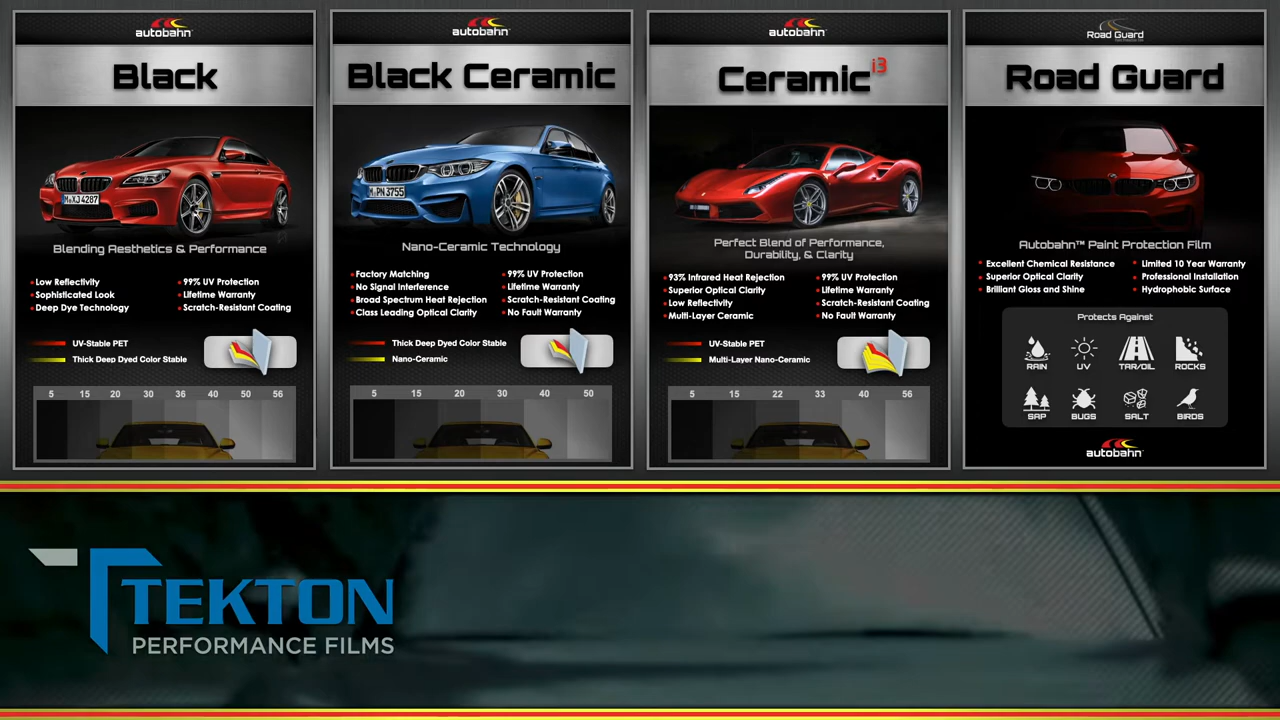 autobahn
Black
M·XJ 4287
Blending Aesthetics & Performance
Low Reflectivity
Sophisticated Look
Deep Dye Technology
99% UV Protection
Lifetime Warranty
Scratch-Resistant Coating
UV-Stable PET
Thick Deep Dyed Color Stable
5 15 20 30 36 40 50 56
autobahn
Black Ceramic
M·PN 3755
Nano-Ceramic Technology
Factory Matching
No Signal Interference
Broad Spectrum Heat Rejection
Class Leading Optical Clarity
99% UV Protection
Lifetime Warranty
Scratch-Resistant Coating
No Fault Warranty
Thick Deep Dyed Color Stable
Nano-Ceramic
5 15 20 30 40 50
autobahn
Ceramic i3
Perfect Blend of Performance,
Durability, & Clarity
93% Infrared Heat Rejection
Superior Optical Clarity
Low Reflectivity
Multi-Layer Ceramic
99% UV Protection
Lifetime Warranty
Scratch-Resistant Coating
No Fault Warranty
UV-Stable PET
Multi-Layer Nano-Ceramic
5 15 22 33 40 56
Road Guard
Road Guard
Autobahn™ Paint Protection Film
Excellent Chemical Resistance
Superior Optical Clarity
Brilliant Gloss and Shine
Limited 10 Year Warranty
Professional Installation
Hydrophobic Surface
Protects Against
RAIN UV TAR/OIL ROCKS
SAP BUGS SALT BIRDS
autobahn
TEKTON
PERFORMANCE FILMS